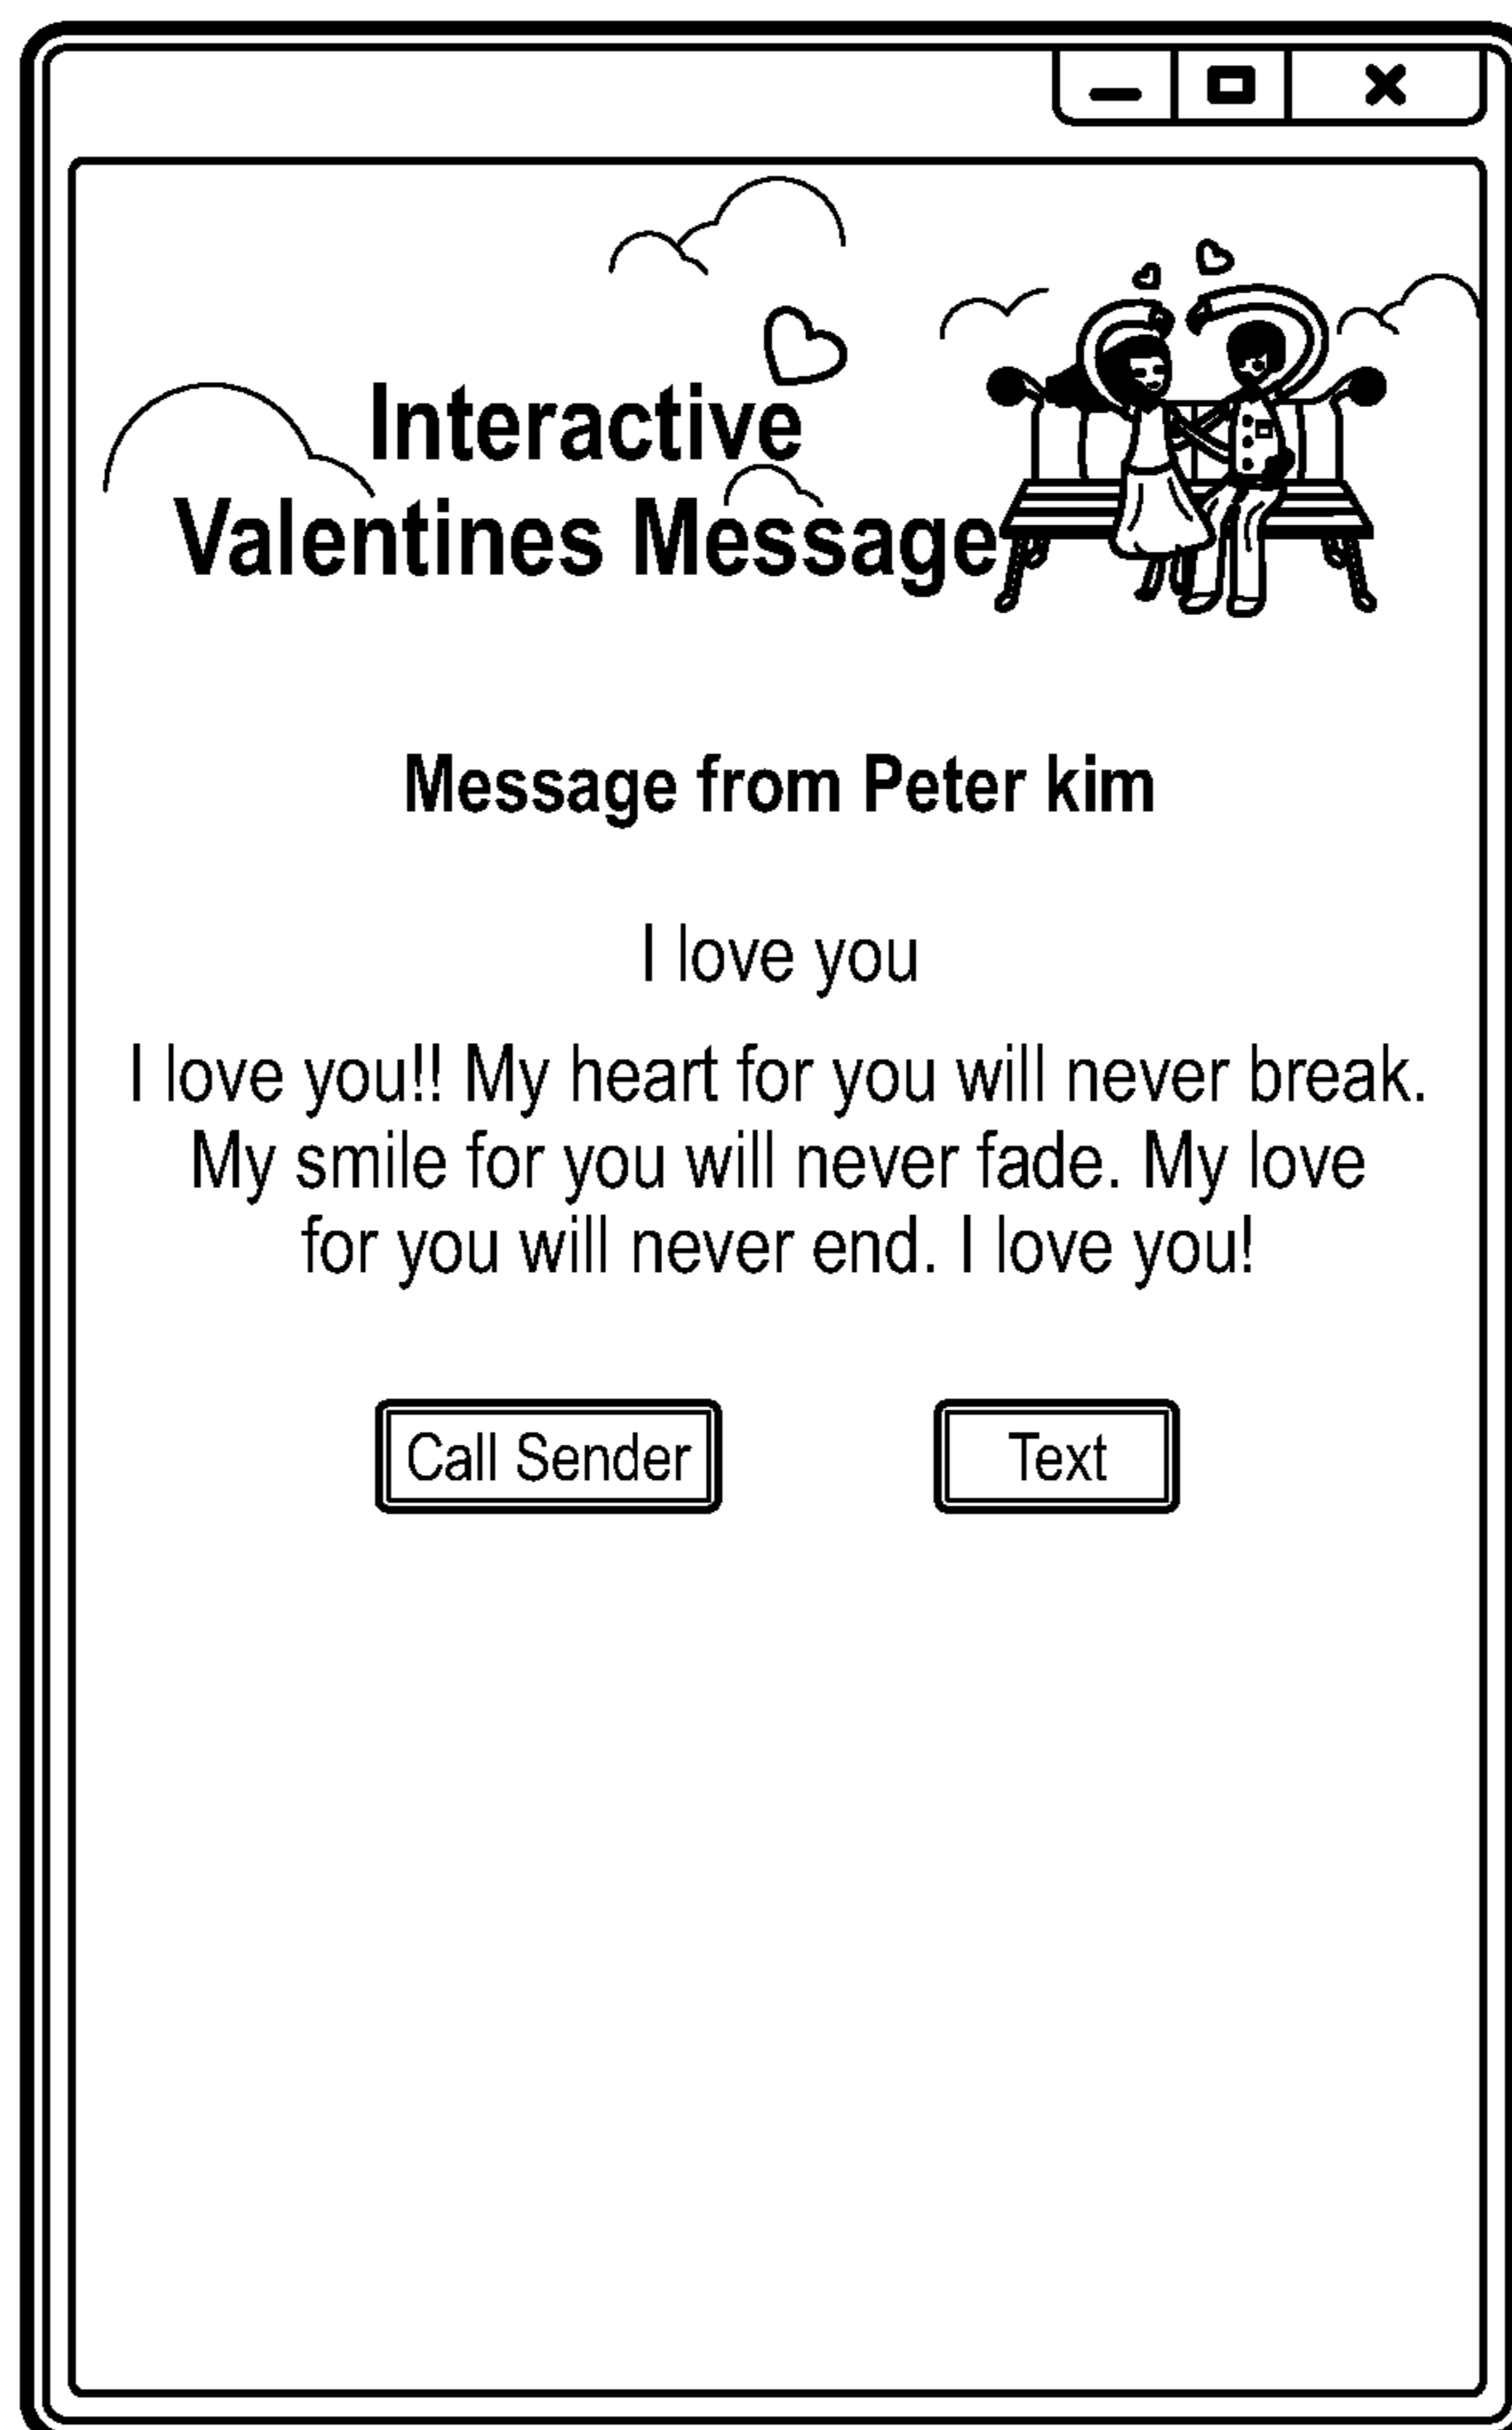 Interactive
Valentines Message
Message from Peter kim
I love you
I love you!! My heart for you will never break.
My smile for you will never fade. My love
for you will never end. I love you!
Call Sender
Text